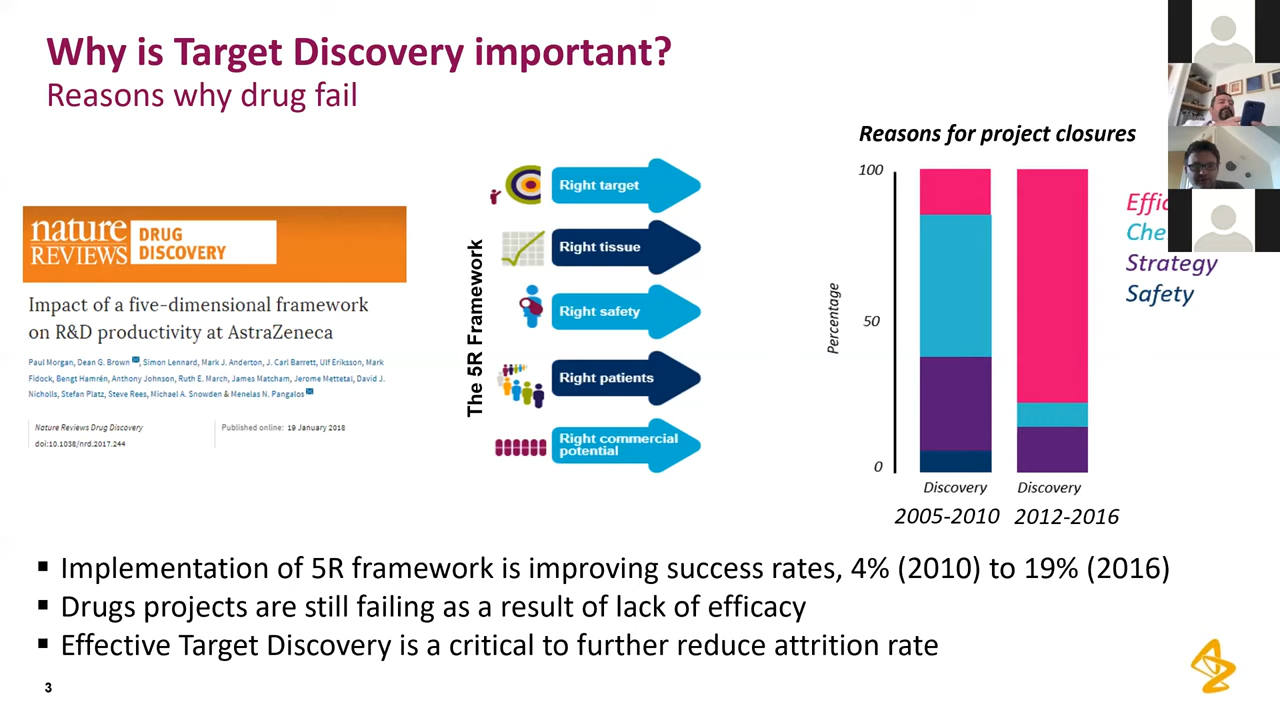 Why is Target Discovery important?
Reasons why drug fail
nature
REVIEWS
DRUG
DISCOVERY
Impact of a five-dimensional framework
on R&D productivity at AstraZeneca
Paul Morgan, Dean G. Brown, Simon Lennard, Mark J. Anderton, J. Carl Barrett, Ulf Eriksson, Mark
Fidock, Bengt Hamrén, Anthony Johnson, Ruth E. March, James Matcham, Jerome Mettetal, David J.
Nicholls, Stefan Platz, Steve Rees, Michael A. Snowden & Menelas N. Pangalos
Nature Reviews Drug Discovery
doi:10.1038/nrd.2017.244
Published online: 19 January 2018
The 5R Framework
Right target
Right tissue
Right safety
Right patients
Right commercial
potential
Reasons for project closures
Percentage
100
50
0
Discovery
2005-2010
Discovery
2012-2016
Strategy
Safety
▪ Implementation of 5R framework is improving success rates, 4% (2010) to 19% (2016)
▪ Drugs projects are still failing as a result of lack of efficacy
▪ Effective Target Discovery is a critical to further reduce attrition rate
3